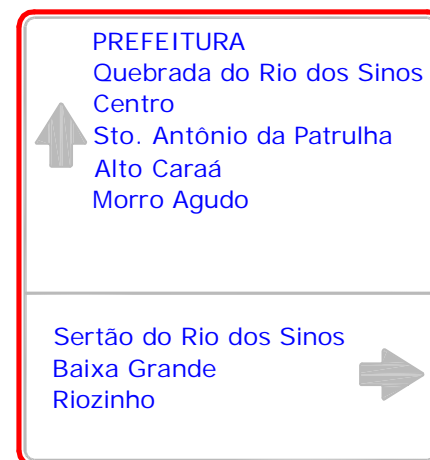 PREFEITURA
Quebrada do Rio dos Sinos
Centro
Sto. Antônio da Patrulha
Alto Caraá
Morro Agudo
Sertão do Rio dos Sinos
Baixa Grande
Riozinho